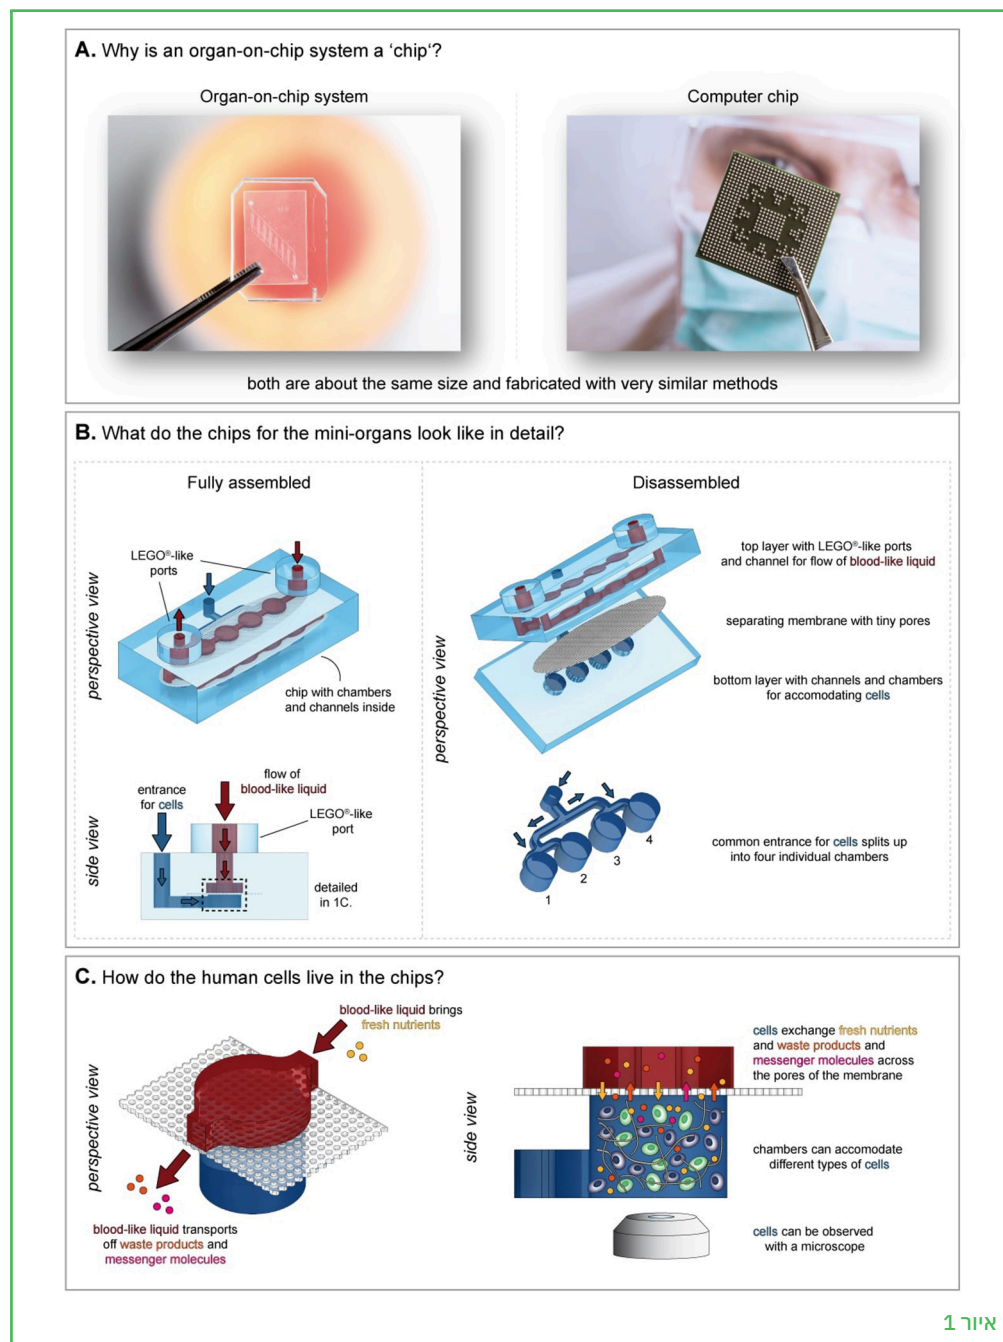 A. Why is an organ-on-chip system a ‘chip‘?
Organ-on-chip system
Computer chip
both are about the same size and fabricated with very similar methods
B. What do the chips for the mini-organs look like in detail?
Fully assembled
perspective view
LEGO®-like
ports
chip with chambers
and channels inside
side view
entrance
for cells
flow of
blood-like liquid
LEGO®-like
port
detailed
in 1C.
Disassembled
perspective view
top layer with LEGO®-like ports
and channel for flow of blood-like liquid
separating membrane with tiny pores
bottom layer with channels and chambers
for accomodating cells
1
2
3
4
common entrance for cells splits up
into four individual chambers
C. How do the human cells live in the chips?
perspective view
blood-like liquid brings
fresh nutrients
blood-like liquid transports
off waste products and
messenger molecules
side view
cells exchange fresh nutrients
and waste products and
messenger molecules across
the pores of the membrane
chambers can accomodate
different types of cells
cells can be observed
with a microscope
איור 1